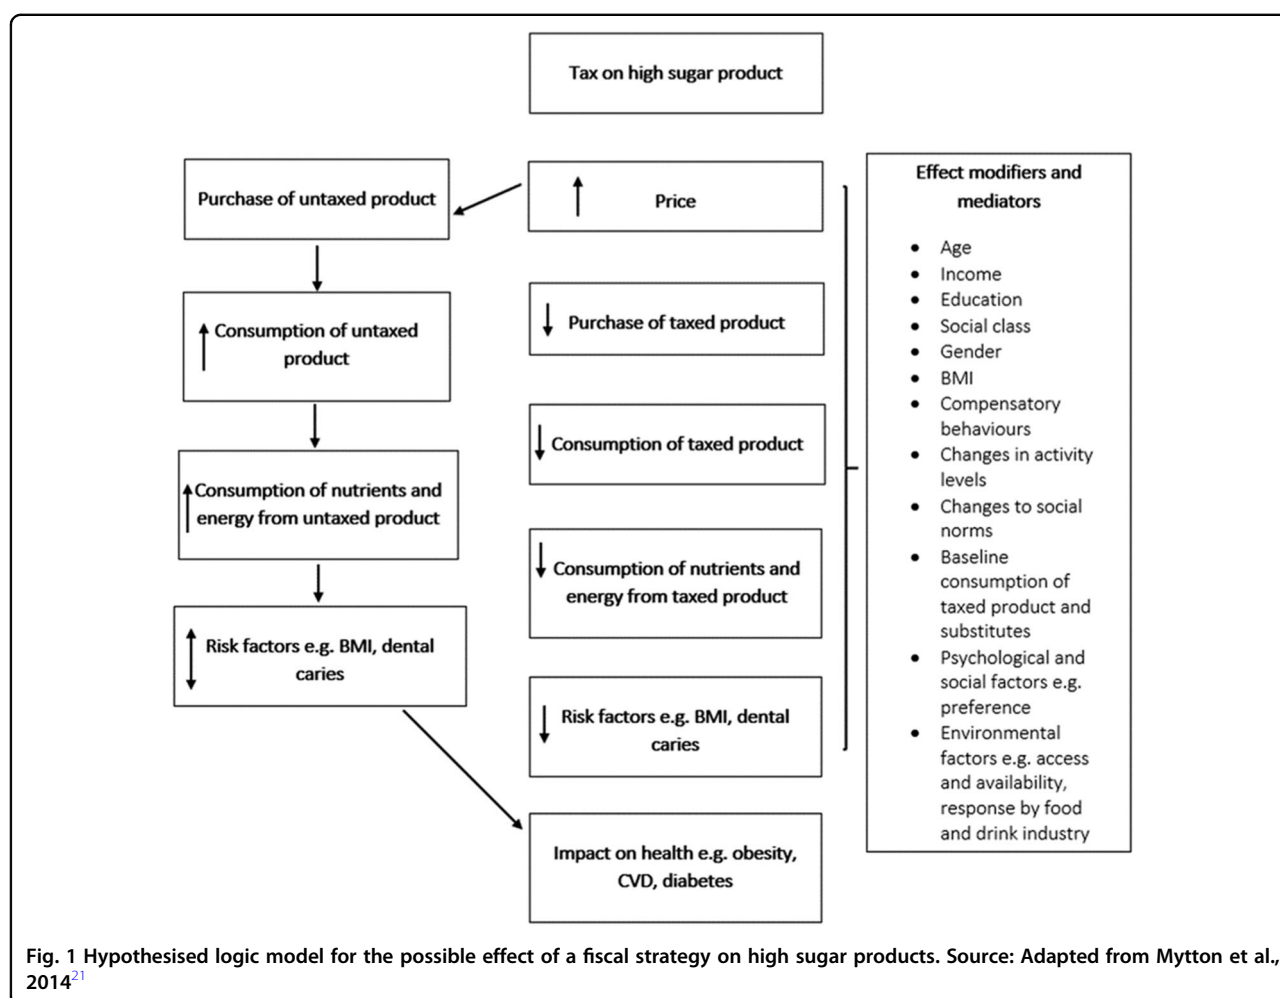 Tax on high sugar product
Purchase of untaxed product
Price
Consumption of untaxed
product
Purchase of taxed product
Consumption of taxed product
Consumption of nutrients and
energy from untaxed product
Consumption of nutrients and
energy from taxed product
Risk factors e.g. BMI, dental
caries
Risk factors e.g. BMI, dental
caries
Impact on health e.g. obesity,
CVD, diabetes
Effect modifiers and
mediators
• Age
• Income
• Education
• Social class
• Gender
• BMI
• Compensatory
behaviours
• Changes in activity
levels
• Changes to social
norms
• Baseline
consumption of
taxed product and
substitutes
• Psychological and
social factors e.g.
preference
• Environmental
factors e.g. access
and availability,
response by food
and drink industry
Fig. 1 Hypothesised logic model for the possible effect of a fiscal strategy on high sugar products. Source: Adapted from Mytton et al.,
2014²¹